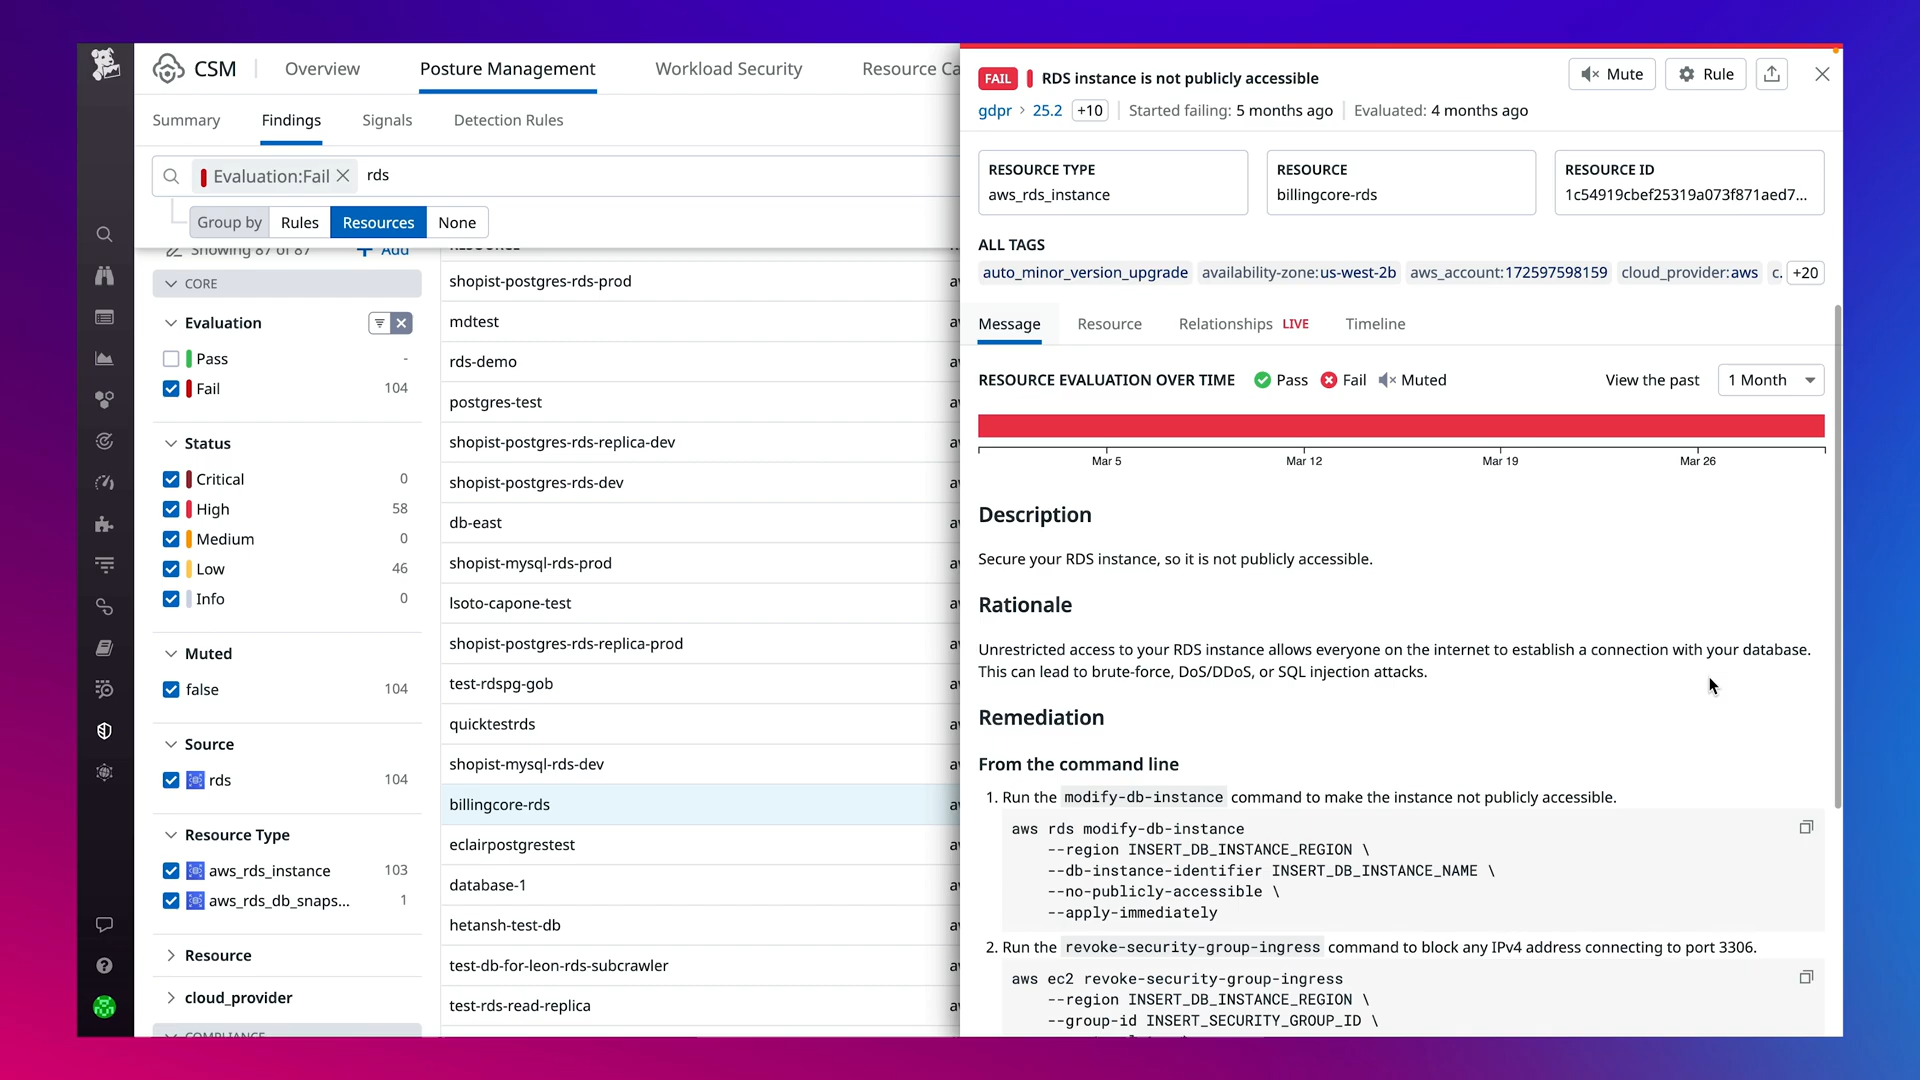 CSM
Overview
Posture Management
Workload Security
Resource Ca
Summary
Findings
Signals
Detection Rules
Evaluation:Fail
rds
Group by
Rules
Resources
None
Showing 87 of 87
Add
CORE
Evaluation
Pass -
Fail 104
Status
Critical 0
High 58
Medium 0
Low 46
Info 0
Muted
false 104
Source
rds 104
Resource Type
aws_rds_instance 103
aws_rds_db_snaps... 1
Resource
cloud_provider
COMPLIANCE
RESOURCE
shopist-postgres-rds-prod
mdtest
rds-demo
postgres-test
shopist-postgres-rds-replica-dev
shopist-postgres-rds-dev
db-east
shopist-mysql-rds-prod
lsoto-capone-test
shopist-postgres-rds-replica-prod
test-rdspg-gob
quicktestrds
shopist-mysql-rds-dev
billingcore-rds
eclairpostgrestest
database-1
hetansh-test-db
test-db-for-leon-rds-subcrawler
test-rds-read-replica
FAIL
RDS instance is not publicly accessible
Mute
Rule
gdpr > 25.2 +10 Started failing: 5 months ago Evaluated: 4 months ago
RESOURCE TYPE
aws_rds_instance
RESOURCE
billingcore-rds
RESOURCE ID
1c54919cbef25319a073f871aed7...
ALL TAGS
auto_minor_version_upgrade availability-zone:us-west-2b aws_account:172597598159 cloud_provider:aws c. +20
Message
Resource
Relationships LIVE
Timeline
RESOURCE EVALUATION OVER TIME Pass Fail Muted
View the past 1 Month
Mar 5 Mar 12 Mar 19 Mar 26
Description
Secure your RDS instance, so it is not publicly accessible.
Rationale
Unrestricted access to your RDS instance allows everyone on the internet to establish a connection with your database.
This can lead to brute-force, DoS/DDoS, or SQL injection attacks.
Remediation
From the command line
1. Run the modify-db-instance command to make the instance not publicly accessible.
aws rds modify-db-instance
--region INSERT_DB_INSTANCE_REGION \
--db-instance-identifier INSERT_DB_INSTANCE_NAME \
--no-publicly-accessible \
--apply-immediately
2. Run the revoke-security-group-ingress command to block any IPv4 address connecting to port 3306.
aws ec2 revoke-security-group-ingress
--region INSERT_DB_INSTANCE_REGION \
--group-id INSERT_SECURITY_GROUP_ID \